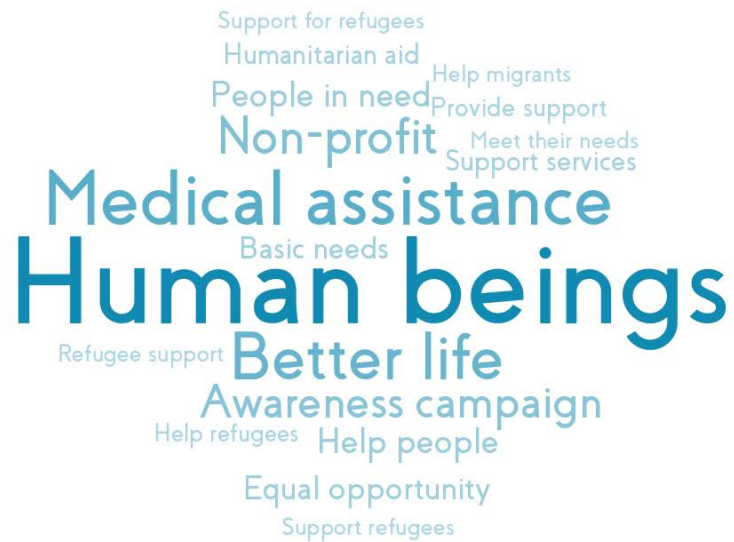 Support for refugees
Humanitarian aid
Help migrants
People in need
Provide support
Non-profit
Meet their needs
Support services
Medical assistance
Basic needs
Human beings
Refugee support
Better life
Awareness campaign
Help refugees
Help people
Equal opportunity
Support refugees